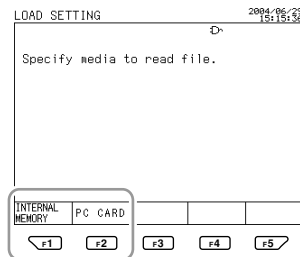 LOAD SETTING
2004/06/29
15:15:36
Specify media to read file.
INTERNAL
MEMORY
PC CARD
F1
F2
F3
F4
F5